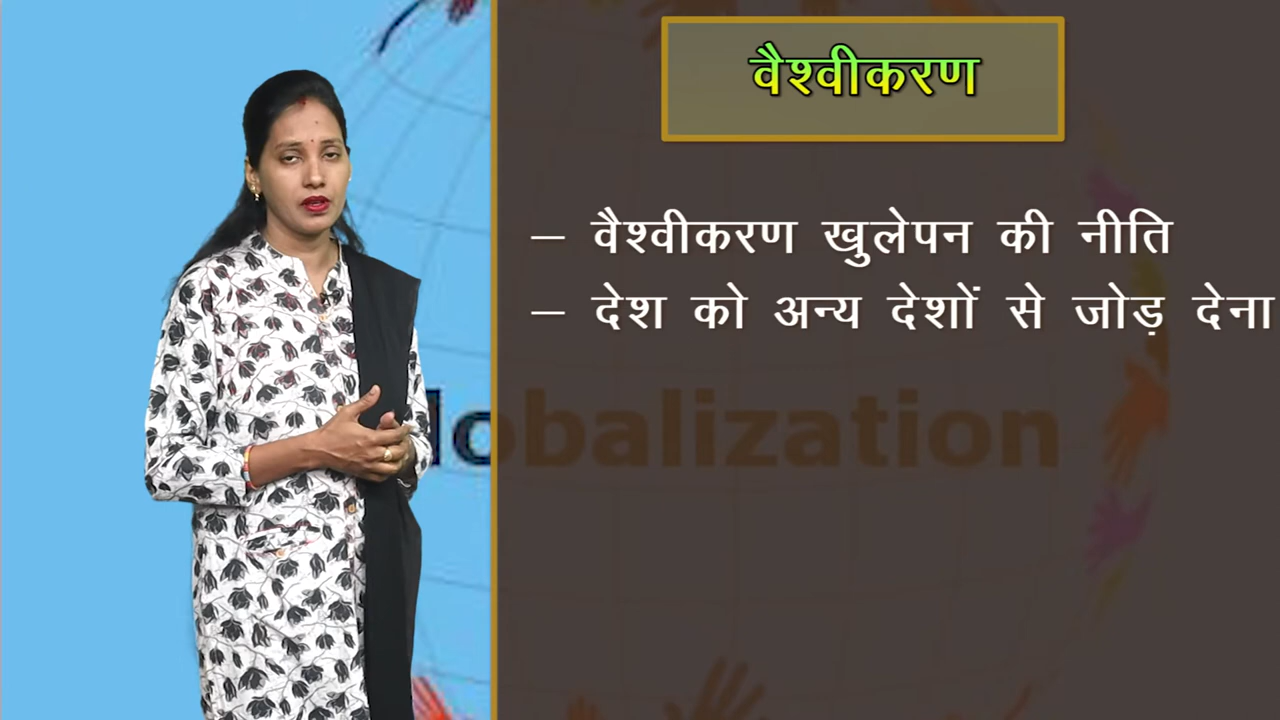 वैश्वीकरण
– वैश्वीकरण खुलेपन की नीति
– देश को अन्य देशों से जोड़ देना
lobalization